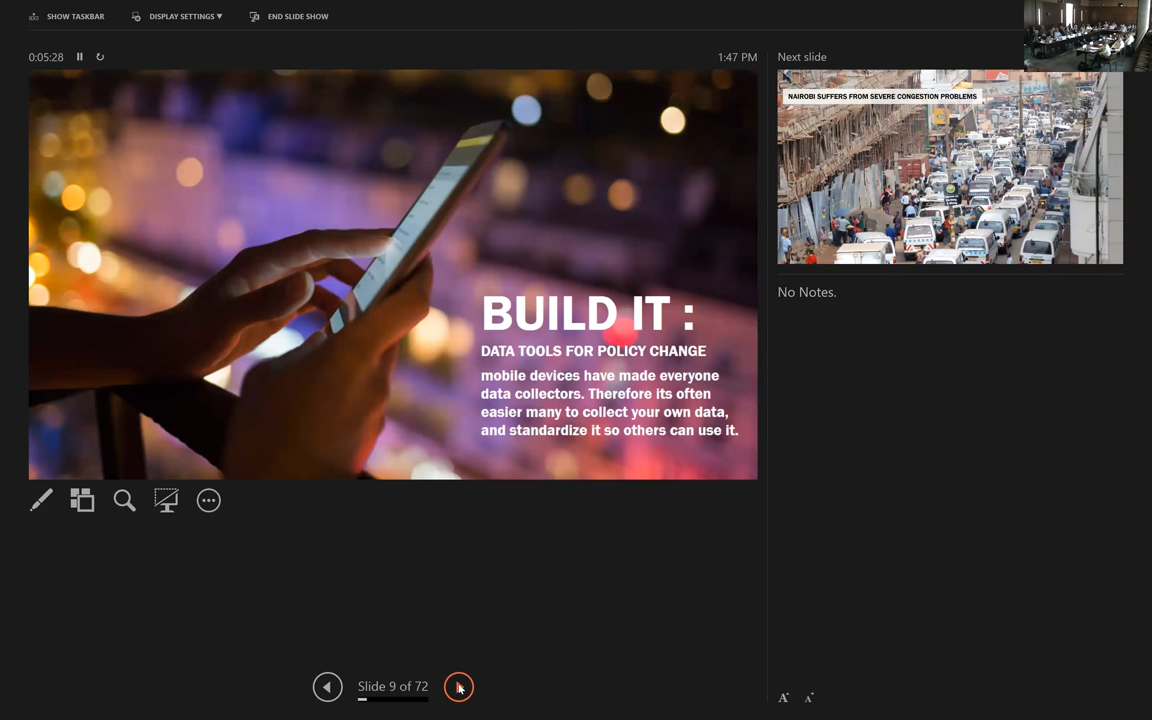 SHOW TASKBAR
DISPLAY SETTINGS ▼
END SLIDE SHOW
0:05:28
1:47 PM
BUILD IT :
DATA TOOLS FOR POLICY CHANGE
mobile devices have made everyone
data collectors. Therefore its often
easier many to collect your own data,
and standardize it so others can use it.
Slide 9 of 72
Next slide
NAIROBI SUFFERS FROM SEVERE CONGESTION PROBLEMS
No Notes.
A
A